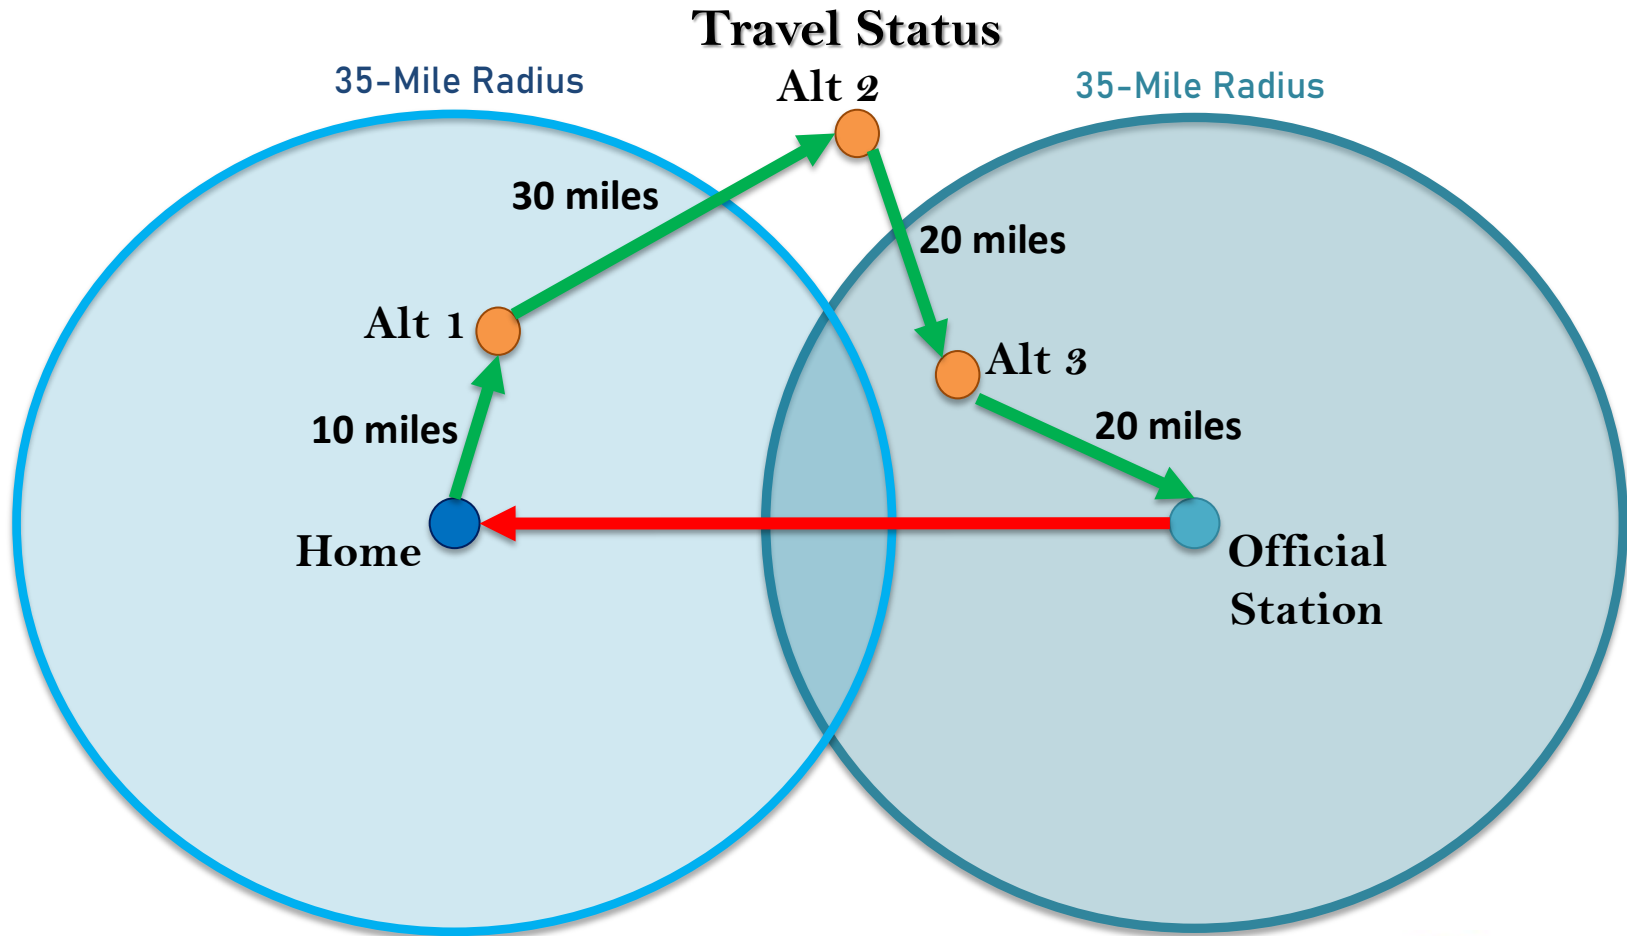 Travel Status
35-Mile Radius
Alt 2
35-Mile Radius
30 miles
20 miles
Alt 1
Alt 3
10 miles
20 miles
Home
Official
Station